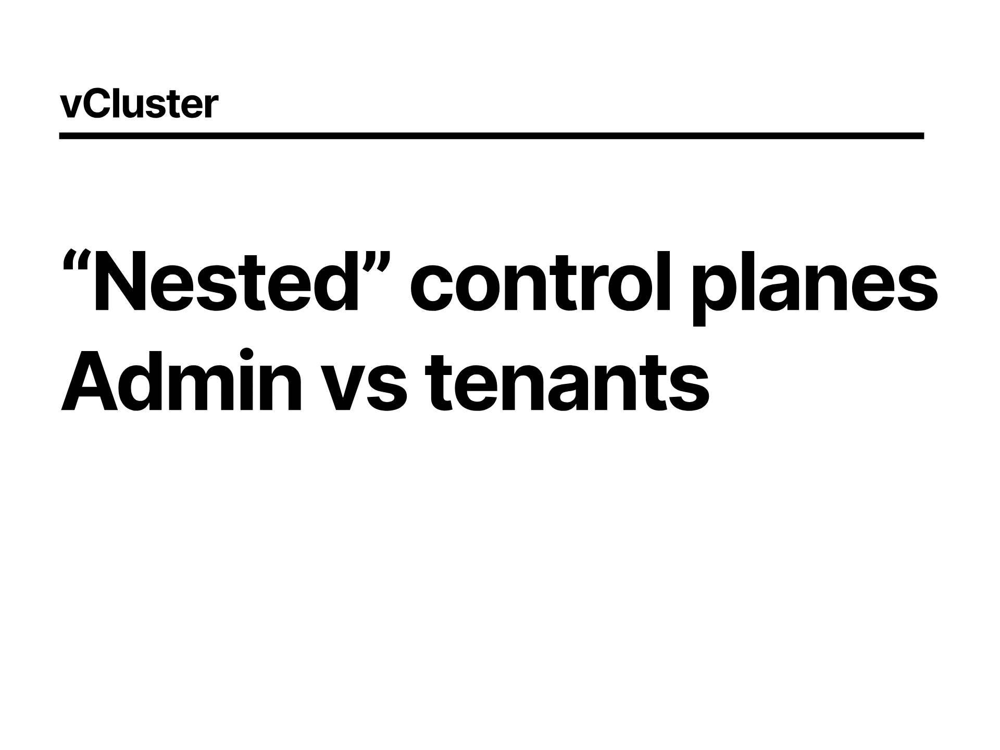 vCluster
“Nested” control planes
Admin vs tenants